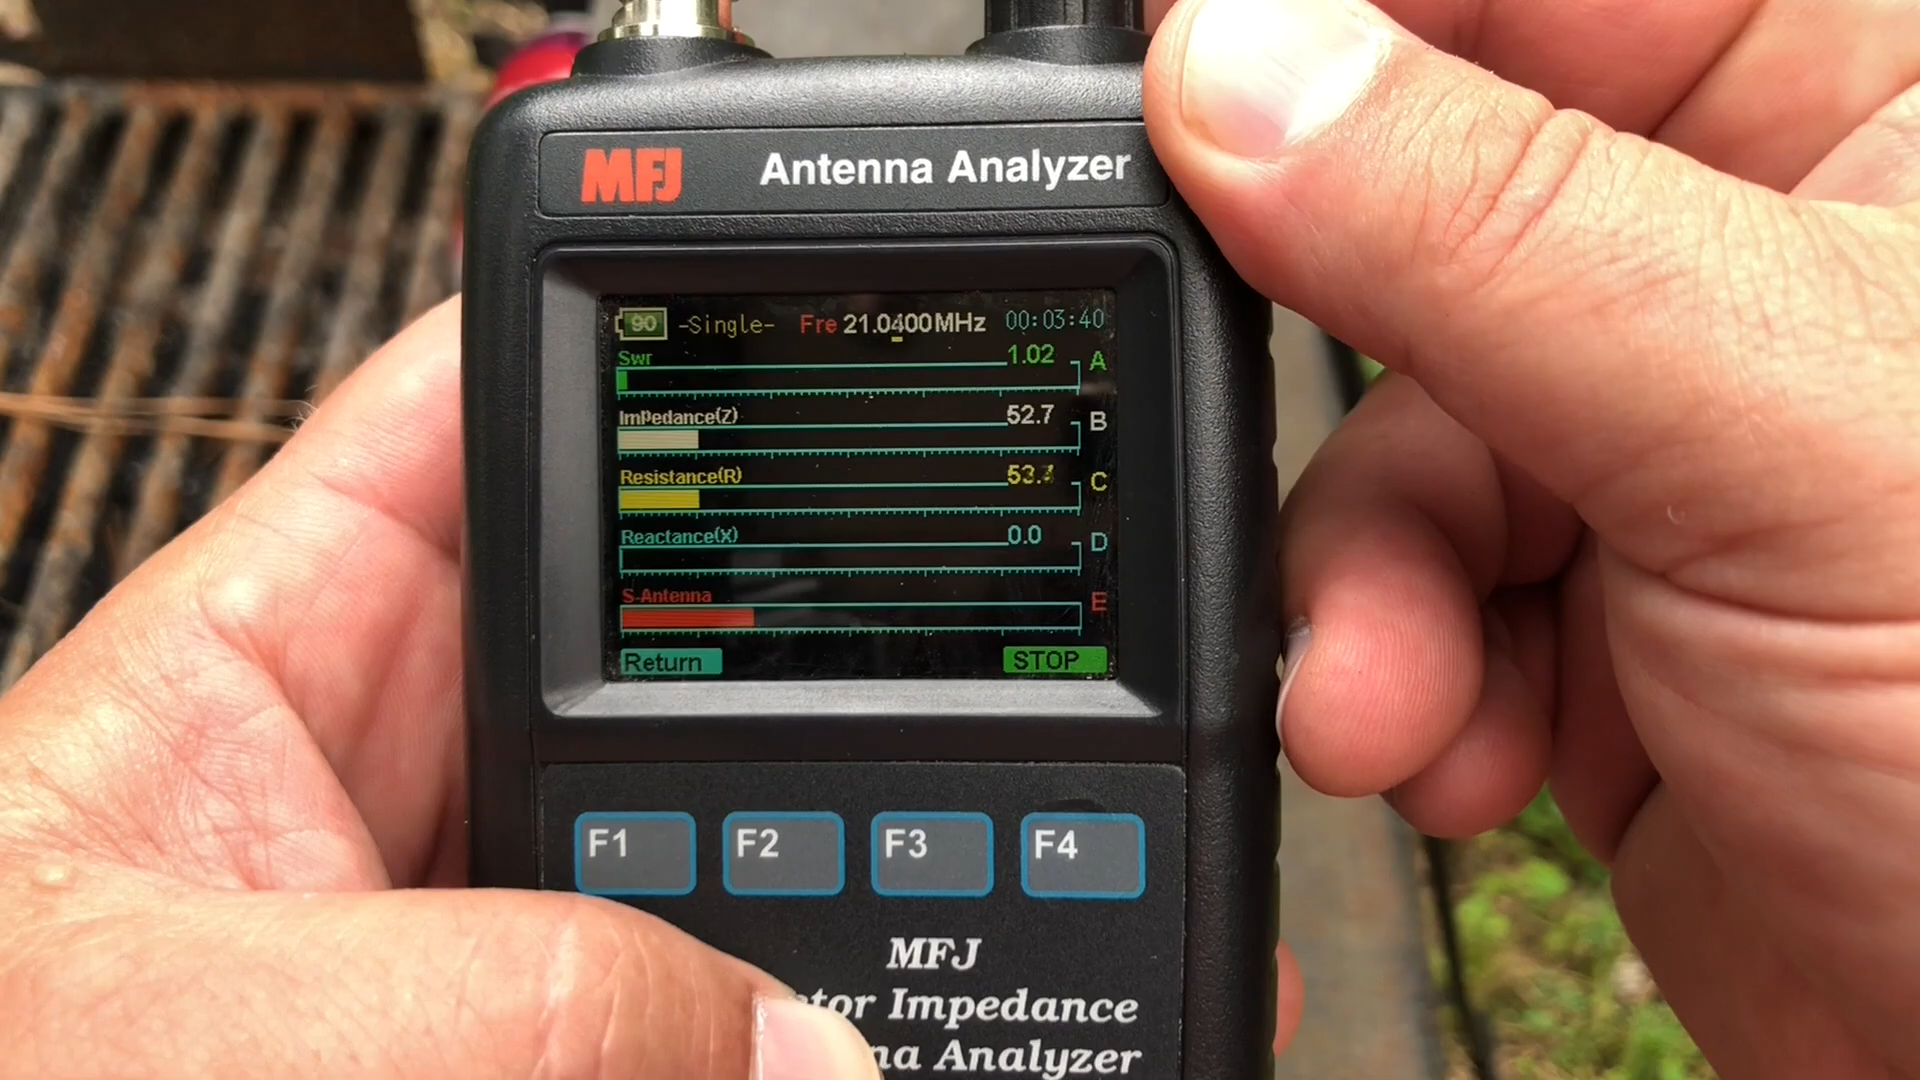 MFJ Antenna Analyzer
90 -Single- Fre 21.0400MHz 00:03:40
Swr 1.02 A
Impedance(Z) 52.7 B
Resistance(R) C
Reactance(X) 0.0 D
S-Antenna E
Return STOP
F1 F2 F3 F4
MFJ
Impedance
Analyzer